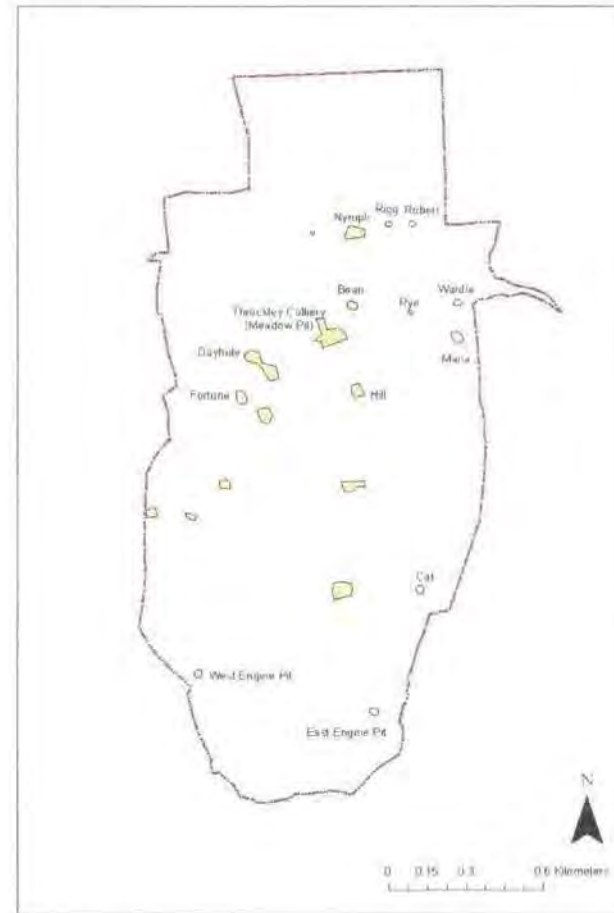 Rigg Robert
Nymph
Bean
Rye
Wardle
Throckley Colliery
(Meadow Pit)
Maria
Dayhole
Fortune
Hill
Cat
West Engine Pit
East Engine Pit
N
0 0.15 0.3 0.6 Kilometers